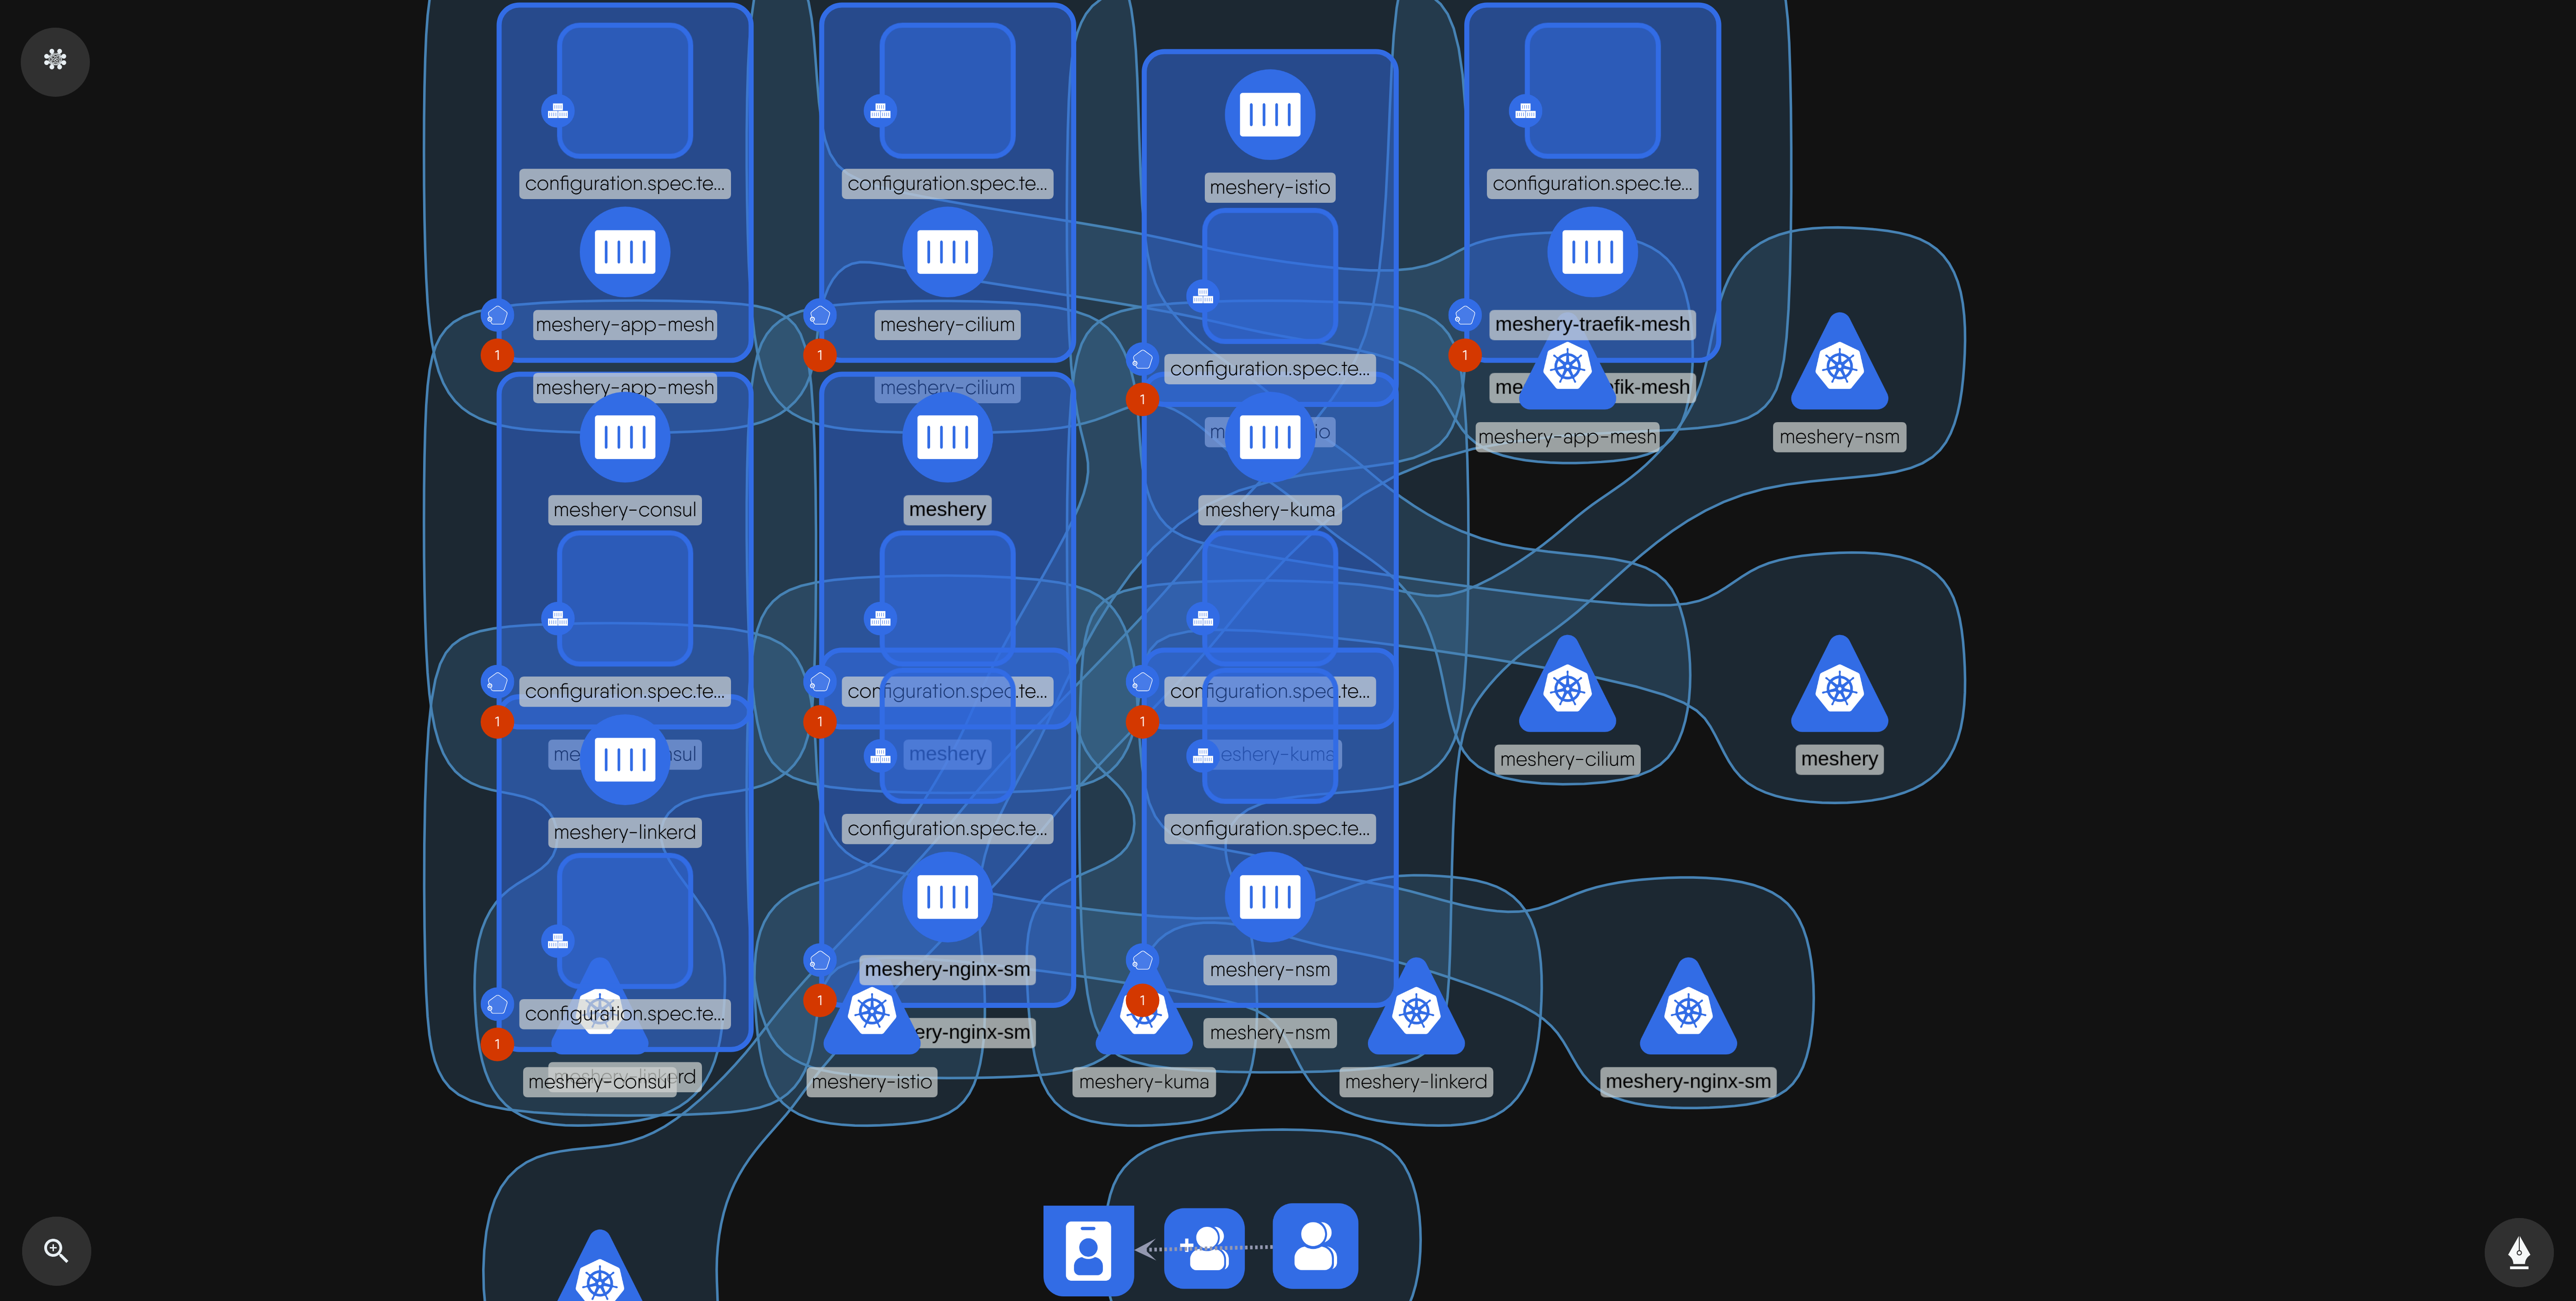 configuration.spec.te...
configuration.spec.te...
meshery-istio
configuration.spec.te...
meshery-app-mesh
meshery-cilium
meshery-traefik-mesh
1
1
configuration.spec.te...
1
meshery-app-mesh
meshery-cilium
1
me fik-mesh
m io
meshery-app-mesh
meshery-nsm
meshery-consul
meshery
meshery-kuma
configuration.spec.te...
configuration.spec.te...
configuration.spec.te...
1
1
1
me sul
meshery
eshery-kuma
meshery-cilium
meshery
meshery-linkerd
configuration.spec.te...
configuration.spec.te...
meshery-nginx-sm
meshery-nsm
1
1
configuration.spec.te...
ery-nginx-sm
meshery-nsm
1
meshery-linkerd
meshery-consul
meshery-istio
meshery-kuma
meshery-linkerd
meshery-nginx-sm